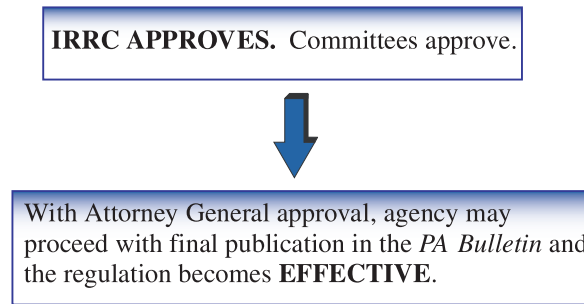 IRRC APPROVES. Committees approve.
With Attorney General approval, agency may
proceed with final publication in the PA Bulletin and
the regulation becomes EFFECTIVE.